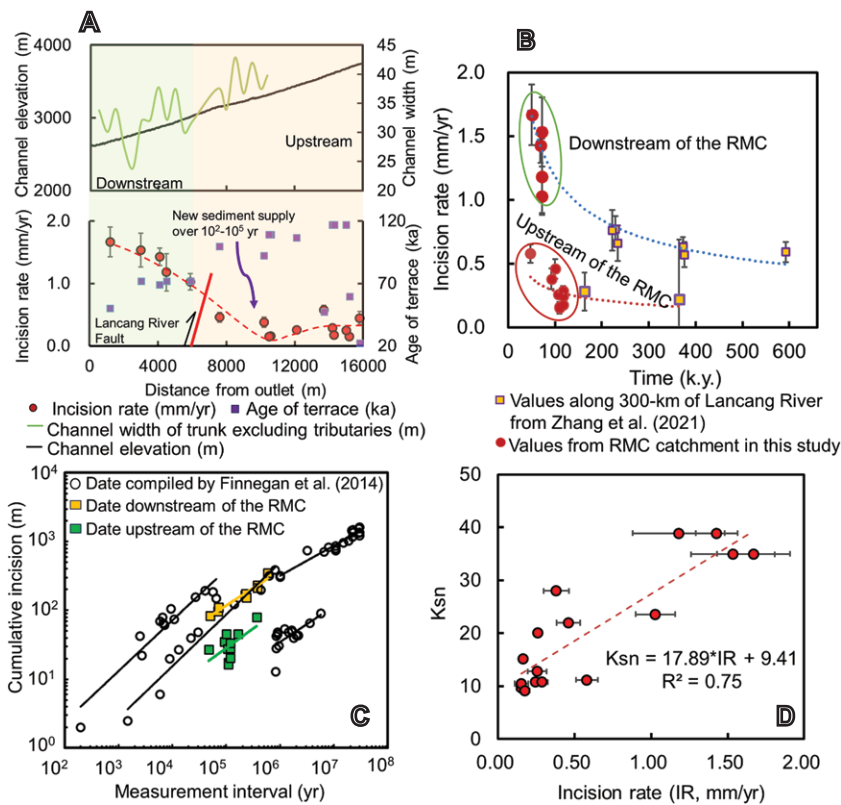 A
Channel elevation (m)
4000
3000
2000
45
40
35
30
25
20
Channel width (m)
Downstream
Upstream
Incision rate (mm/yr)
2.0
1.0
0.0
120
70
20
Age of terrace (ka)
New sediment supply
over 10²-10⁵ yr
Lancang River
Fault
0
2000
4000
6000
8000
10000
12000
14000
16000
Distance from outlet (m)
Incision rate (mm/yr)
Age of terrace (ka)
Channel width of trunk excluding tributaries (m)
Channel elevation (m)
B
Incision rate (mm/yr)
2.0
1.5
1.0
0.5
0.0
Downstream of the RMC
Upstream of the RMC
0
100
200
300
400
500
600
Time (k.y.)
Values along 300-km of Lancang River
from Zhang et al. (2021)
Values from RMC catchment in this study
C
Cumulative incision (m)
10⁴
10³
10²
10¹
10⁰
Date compiled by Finnegan et al. (2014)
Date downstream of the RMC
Date upstream of the RMC
10²
10³
10⁴
10⁵
10⁶
10⁷
10⁸
Measurement interval (yr)
D
Ksn
50
40
30
20
10
0
Ksn = 17.89*IR + 9.41
R² = 0.75
0.00
0.50
1.00
1.50
2.00
Incision rate (IR, mm/yr)